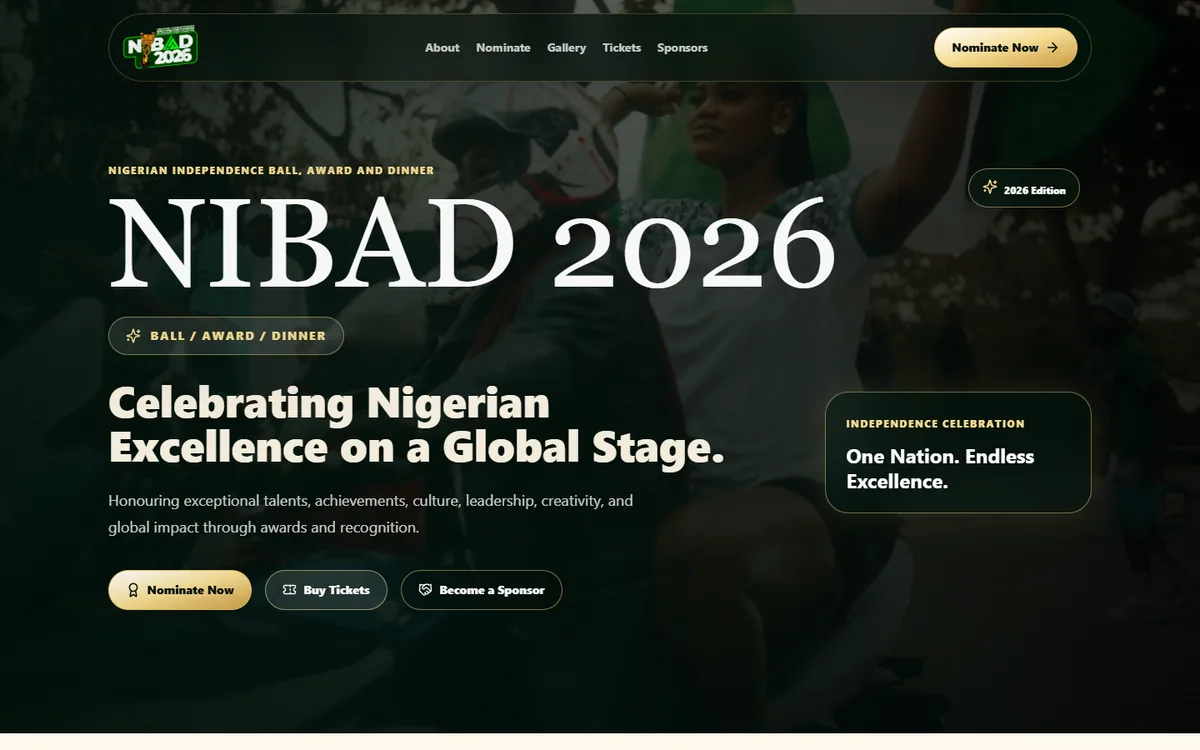 NIBAD
2026
About
Nominate
Gallery
Tickets
Sponsors
Nominate Now
NIGERIAN INDEPENDENCE BALL, AWARD AND DINNER
2026 Edition
NIBAD 2026
BALL / AWARD / DINNER
Celebrating Nigerian
Excellence on a Global Stage.
INDEPENDENCE CELEBRATION
One Nation. Endless
Excellence.
Honouring exceptional talents, achievements, culture, leadership, creativity, and
global impact through awards and recognition.
Nominate Now
Buy Tickets
Become a Sponsor